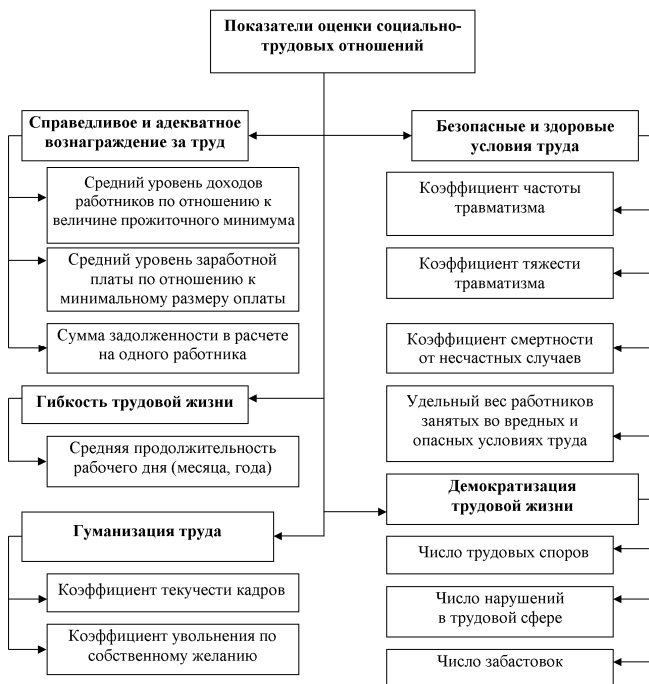 Показатели оценки социально-
трудовых отношений
Справедливое и адекватное
вознаграждение за труд
Средний уровень доходов
работников по отношению к
величине прожиточного минимума
Средний уровень заработной
платы по отношению к
минимальному размеру оплаты
Сумма задолженности в расчете
на одного работника
Гибкость трудовой жизни
Средняя продолжительность
рабочего дня (месяца, года)
Гуманизация труда
Коэффициент текучести кадров
Коэффициент увольнения по
собственному желанию
Безопасные и здоровые
условия труда
Коэффициент частоты
травматизма
Коэффициент тяжести
травматизма
Коэффициент смертности
от несчастных случаев
Удельный вес работников
занятых во вредных и
опасных условиях труда
Демократизация
трудовой жизни
Число трудовых споров
Число нарушений
в трудовой сфере
Число забастовок